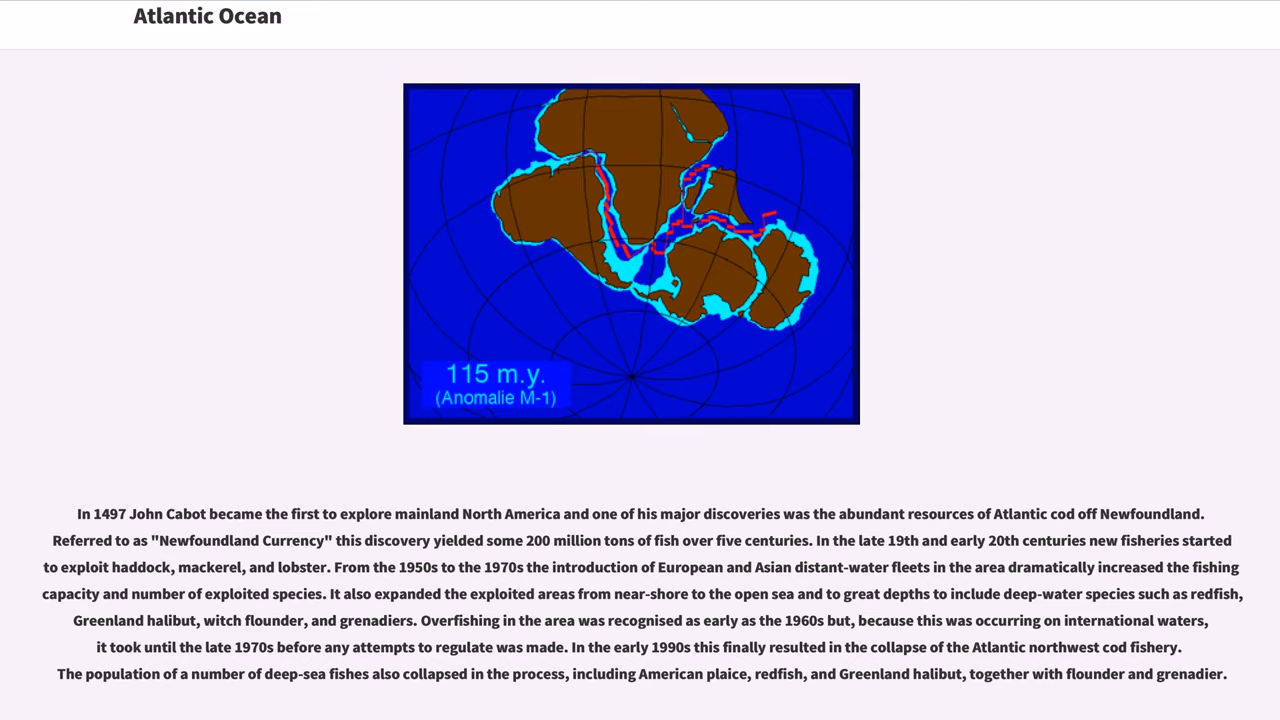 Atlantic Ocean
115 m.y.
(Anomalie M-1)
In 1497 John Cabot became the first to explore mainland North America and one of his major discoveries was the abundant resources of Atlantic cod off Newfoundland.
Referred to as "Newfoundland Currency" this discovery yielded some 200 million tons of fish over five centuries. In the late 19th and early 20th centuries new fisheries started
to exploit haddock, mackerel, and lobster. From the 1950s to the 1970s the introduction of European and Asian distant-water fleets in the area dramatically increased the fishing
capacity and number of exploited species. It also expanded the exploited areas from near-shore to the open sea and to great depths to include deep-water species such as redfish,
Greenland halibut, witch flounder, and grenadiers. Overfishing in the area was recognised as early as the 1960s but, because this was occurring on international waters,
it took until the late 1970s before any attempts to regulate was made. In the early 1990s this finally resulted in the collapse of the Atlantic northwest cod fishery.
The population of a number of deep-sea fishes also collapsed in the process, including American plaice, redfish, and Greenland halibut, together with flounder and grenadier.